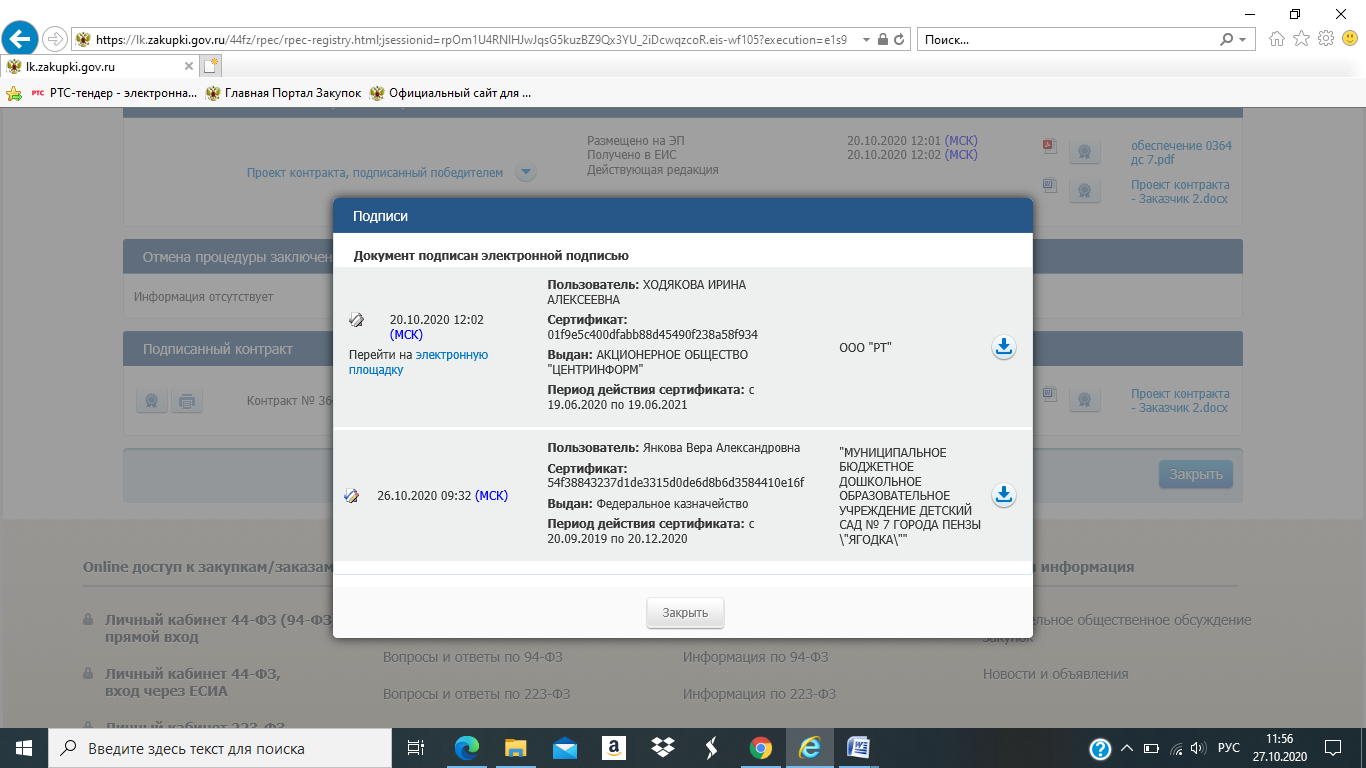 https://lk.zakupki.gov.ru/44fz/rpec/rpec-registry.html;jsessionid=rpOm1U4RNIHJwJqsG5kuzBZ9Qx3YU_2iDcwqzcoR.eis-wf105?execution=e1s9
Поиск...
lk.zakupki.gov.ru
РТС-тендер - электронна...
Главная Портал Закупок
Официальный сайт для ...
Размещено на ЭП
20.10.2020 12:01 (МСК)
Получено в ЕИС
20.10.2020 12:02 (МСК)
Действующая редакция
Проект контракта, подписанный победителем
обеспечение 0364
дс 7.pdf
Проект контракта
- Заказчик 2.docx
Подписи
Документ подписан электронной подписью
20.10.2020 12:02
(МСК)
Перейти на электронную
площадку
Пользователь: ХОДЯКОВА ИРИНА
АЛЕКСЕЕВНА
Сертификат:
01f9e5c400dfabb88d45490f238a58f934
Выдан: АКЦИОНЕРНОЕ ОБЩЕСТВО
"ЦЕНТРИНФОРМ"
Период действия сертификата: с
19.06.2020 по 19.06.2021
ООО "РТ"
26.10.2020 09:32 (МСК)
Пользователь: Янкова Вера Александровна
Сертификат:
54f38843237d1de3315d0de6d8b6d3584410e16f
Выдан: Федеральное казначейство
Период действия сертификата: с
20.09.2019 по 20.12.2020
"МУНИЦИПАЛЬНОЕ
БЮДЖЕТНОЕ
ДОШКОЛЬНОЕ
ОБРАЗОВАТЕЛЬНОЕ
УЧРЕЖДЕНИЕ ДЕТСКИЙ
САД № 7 ГОРОДА ПЕНЗЫ
\"ЯГОДКА\""
Закрыть
Отмена процедуры заключен
Информация отсутствует
Подписанный контракт
Контракт № 36
Проект контракта
- Заказчик 2.docx
Закрыть
Online доступ к закупкам/заказам
информация
Личный кабинет 44-ФЗ (94-ФЗ
прямой вход
Личный кабинет 44-ФЗ,
вход через ЕСИА
Личный кабинет 223-ФЗ
Вопросы и ответы по 94-ФЗ
Вопросы и ответы по 223-ФЗ
Информация по 94-ФЗ
Информация по 223-ФЗ
ельное общественное обсуждение
закупок
Новости и объявления
Введите здесь текст для поиска
РУС
11:56
27.10.2020